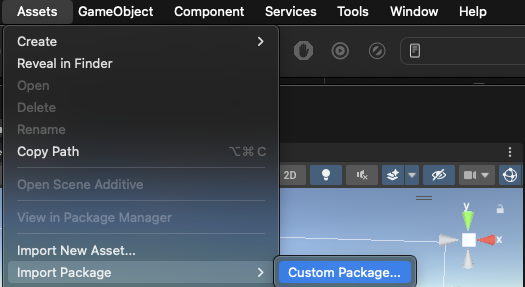 Assets GameObject Component Services Tools Window Help
Create
Reveal in Finder
Open
Delete
Rename
Copy Path ⌥⌘C
Open Scene Additive
2D
View in Package Manager
Import New Asset...
y
x
Import Package
Custom Package...